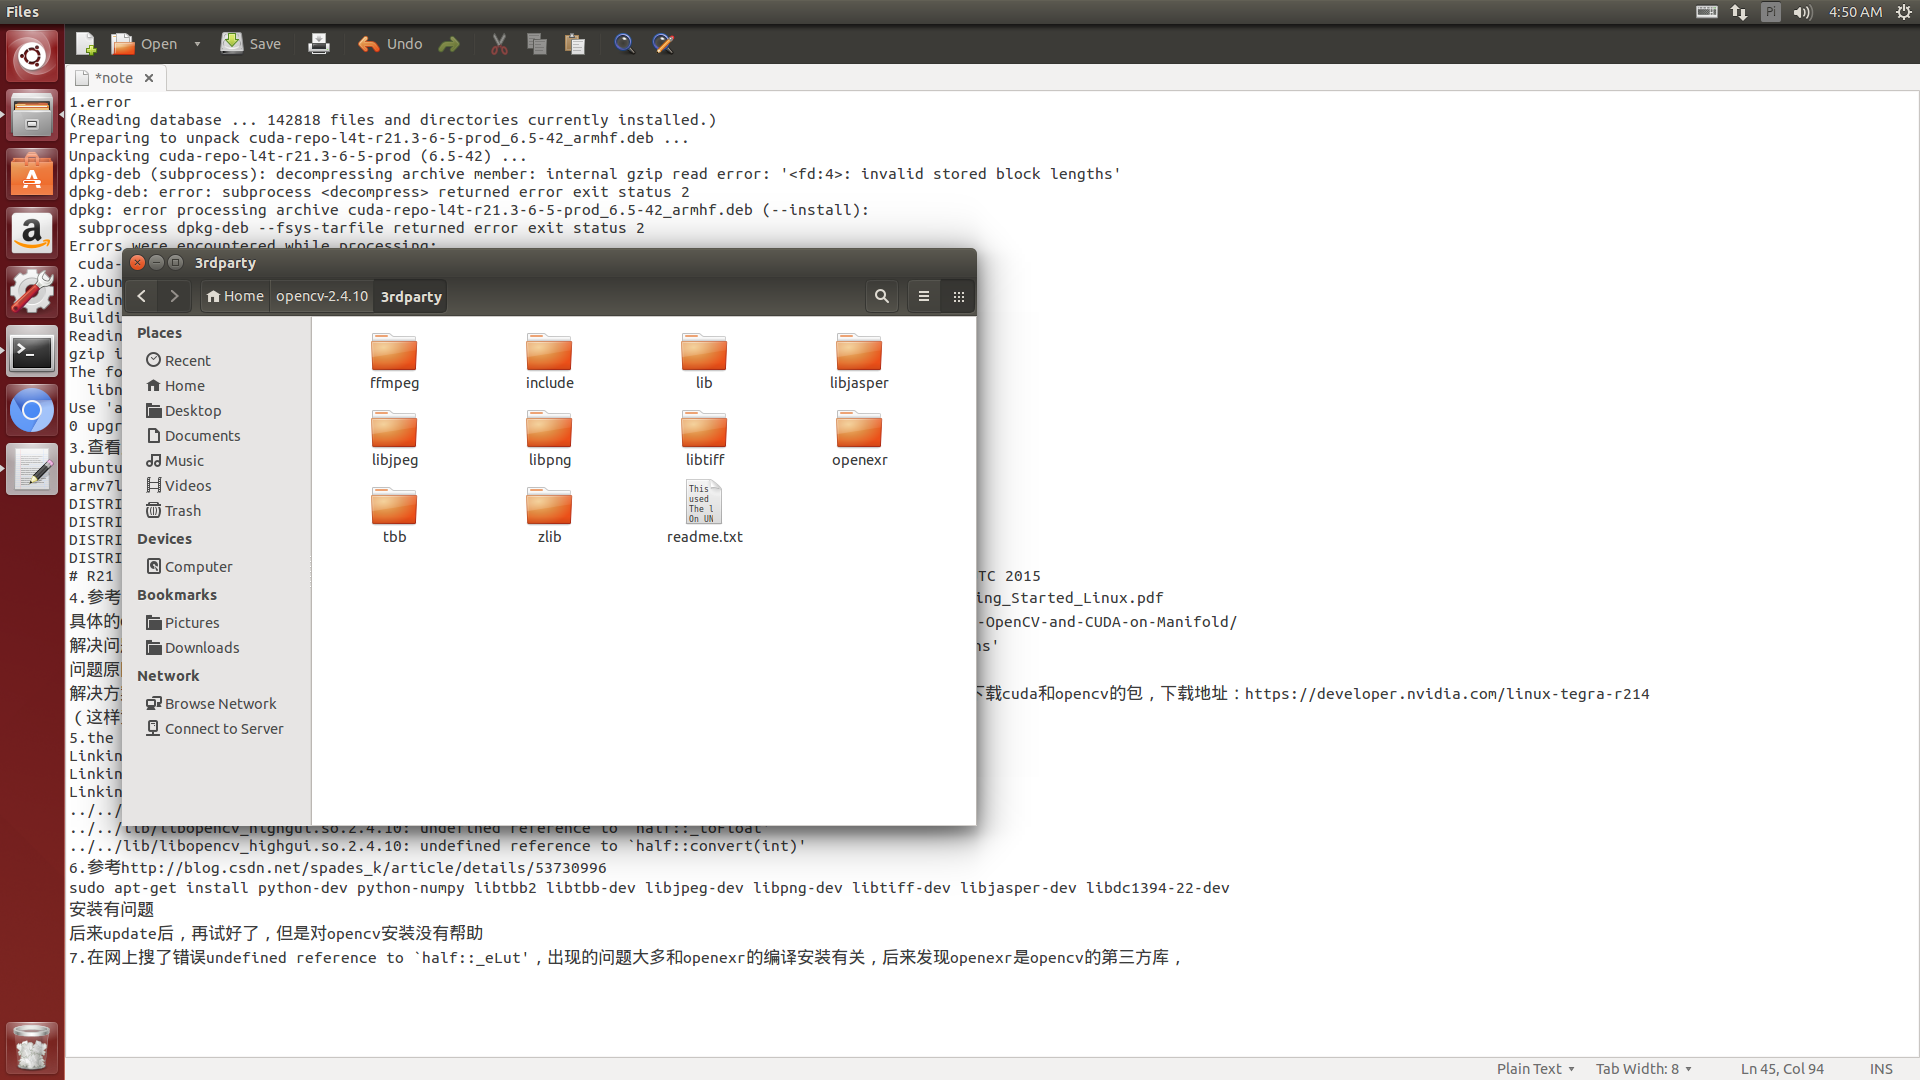 Files
Pi
4:50 AM
Open
Save
Undo
*note
1.error
(Reading database ... 142818 files and directories currently installed.)
Preparing to unpack cuda-repo-l4t-r21.3-6-5-prod_6.5-42_armhf.deb ...
Unpacking cuda-repo-l4t-r21.3-6-5-prod (6.5-42) ...
dpkg-deb (subprocess): decompressing archive member: internal gzip read error: '<fd:4>: invalid stored block lengths'
dpkg-deb: error: subprocess <decompress> returned error exit status 2
dpkg: error processing archive cuda-repo-l4t-r21.3-6-5-prod_6.5-42_armhf.deb (--install):
subprocess dpkg-deb --fsys-tarfile returned error exit status 2
Errors were encountered while processing:
cuda-
2.ubun
Readin
Buildi
Readin
gzip i
The fo
libn
Use 'a
0 upgr
3.查看
ubuntu
armv7l
DISTRI
DISTRI
DISTRI
DISTRI
# R21 TC 2015
4.参考 ing_Started_Linux.pdf
具体的 -OpenCV-and-CUDA-on-Manifold/
解决问 ns'
问题原
解决方 下载cuda和opencv的包，下载地址：https://developer.nvidia.com/linux-tegra-r214
（这样
5.the
Linkin
Linkin
Linkin
../../
../../lib/libopencv_highgui.so.2.4.10: undefined reference to `half::_toFloat'
../../lib/libopencv_highgui.so.2.4.10: undefined reference to `half::convert(int)'
6.参考http://blog.csdn.net/spades_k/article/details/53730996
sudo apt-get install python-dev python-numpy libtbb2 libtbb-dev libjpeg-dev libpng-dev libtiff-dev libjasper-dev libdc1394-22-dev
安装有问题
后来update后，再试好了，但是对opencv安装没有帮助
7.在网上搜了错误undefined reference to `half::_eLut'，出现的问题大多和openexr的编译安装有关，后来发现openexr是opencv的第三方库，
3rdparty
Home
opencv-2.4.10
3rdparty
Places
Recent
Home
Desktop
Documents
Music
Videos
Trash
Devices
Computer
Bookmarks
Pictures
Downloads
Network
Browse Network
Connect to Server
ffmpeg
include
lib
libjasper
libjpeg
libpng
libtiff
openexr
tbb
zlib
This
used
The l
On UN
readme.txt
Plain Text
Tab Width: 8
Ln 45, Col 94
INS